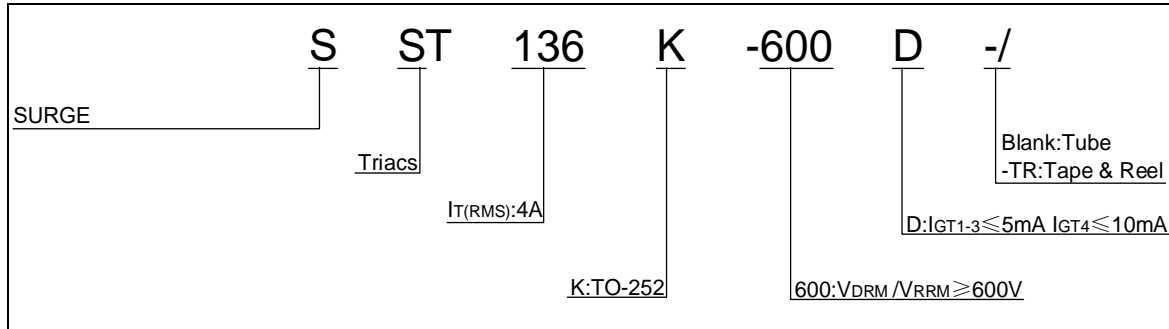 S ST 136 K -600 D -/
SURGE
Blank:Tube
Triacs
-TR:Tape & Reel
IT(RMS):4A
D:IGT1-3≦5mA IGT4≦10mA
K:TO-252
600:VDRM /VRRM≧600V